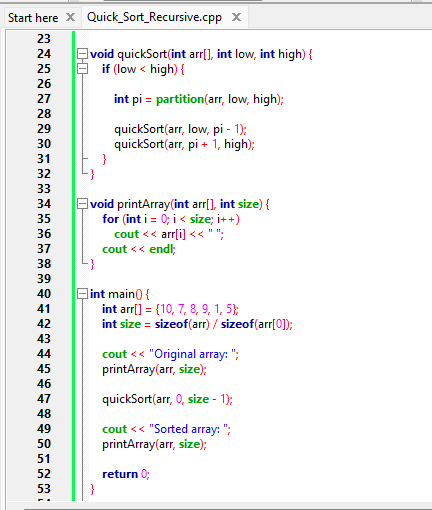 Start here X Quick_Sort_Recursive.cpp X
23
24 void quickSort(int arr[], int low, int high) {
25 if (low < high) {
26
27 int pi = partition(arr, low, high);
28
29 quickSort(arr, low, pi - 1);
30 quickSort(arr, pi + 1, high);
31 }
32 }
33
34 void printArray(int arr[], int size) {
35 for (int i = 0; i < size; i++)
36 cout << arr[i] << " ";
37 cout << endl;
38 }
39
40 int main() {
41 int arr[] = {10, 7, 8, 9, 1, 5};
42 int size = sizeof(arr) / sizeof(arr[0]);
43
44 cout << "Original array: ";
45 printArray(arr, size);
46
47 quickSort(arr, 0, size - 1);
48
49 cout << "Sorted array: ";
50 printArray(arr, size);
51
52 return 0;
53 }